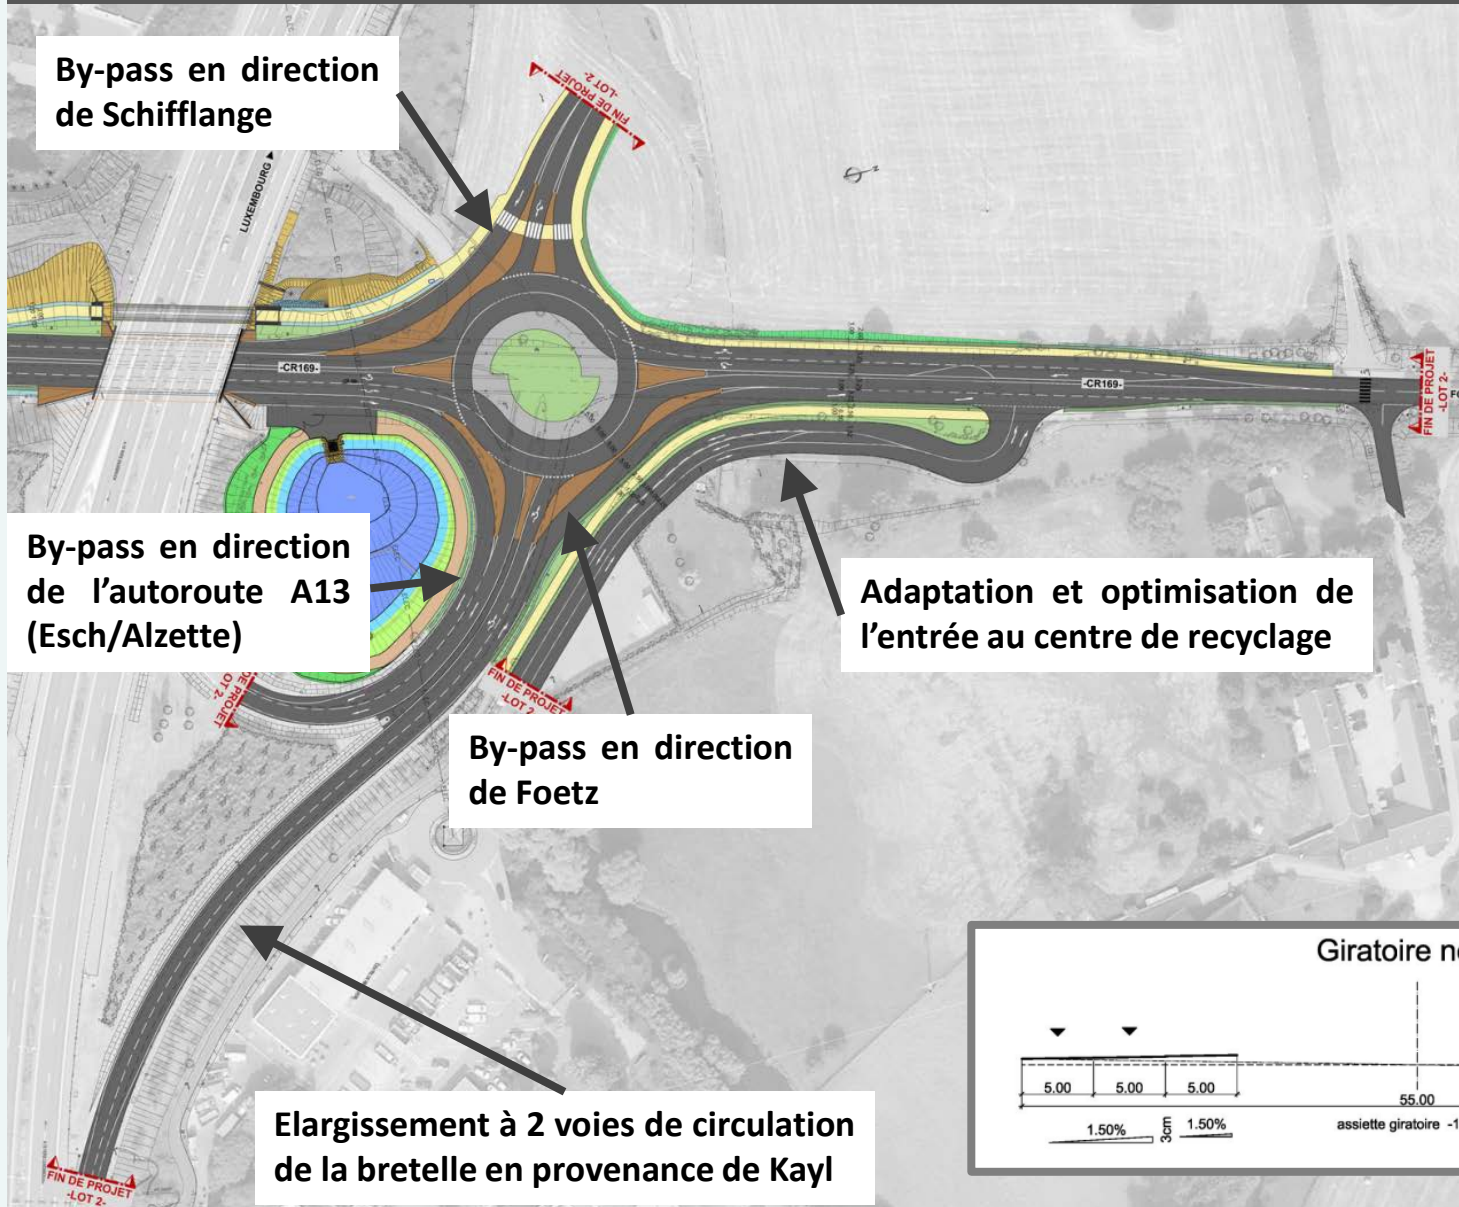 By-pass en direction
de Schifflange
FIN DE PROJET
-LOT 2-
LUXEMBOURG
-CR169-
-CR169-
FIN DE PROJET
-LOT 2-
By-pass en direction
de l'autoroute A13
(Esch/Alzette)
Adaptation et optimisation de
l'entrée au centre de recyclage
DE PROJET
OT 2-
FIN DE PROJET
-LOT 2
By-pass en direction
de Foetz
Elargissement à 2 voies de circulation
de la bretelle en provenance de Kayl
FIN DE PROJET
-LOT 2-
Giratoire n
5.00 5.00 5.00
55.00
1.50% 3cm 1.50%
assiette giratoire -1